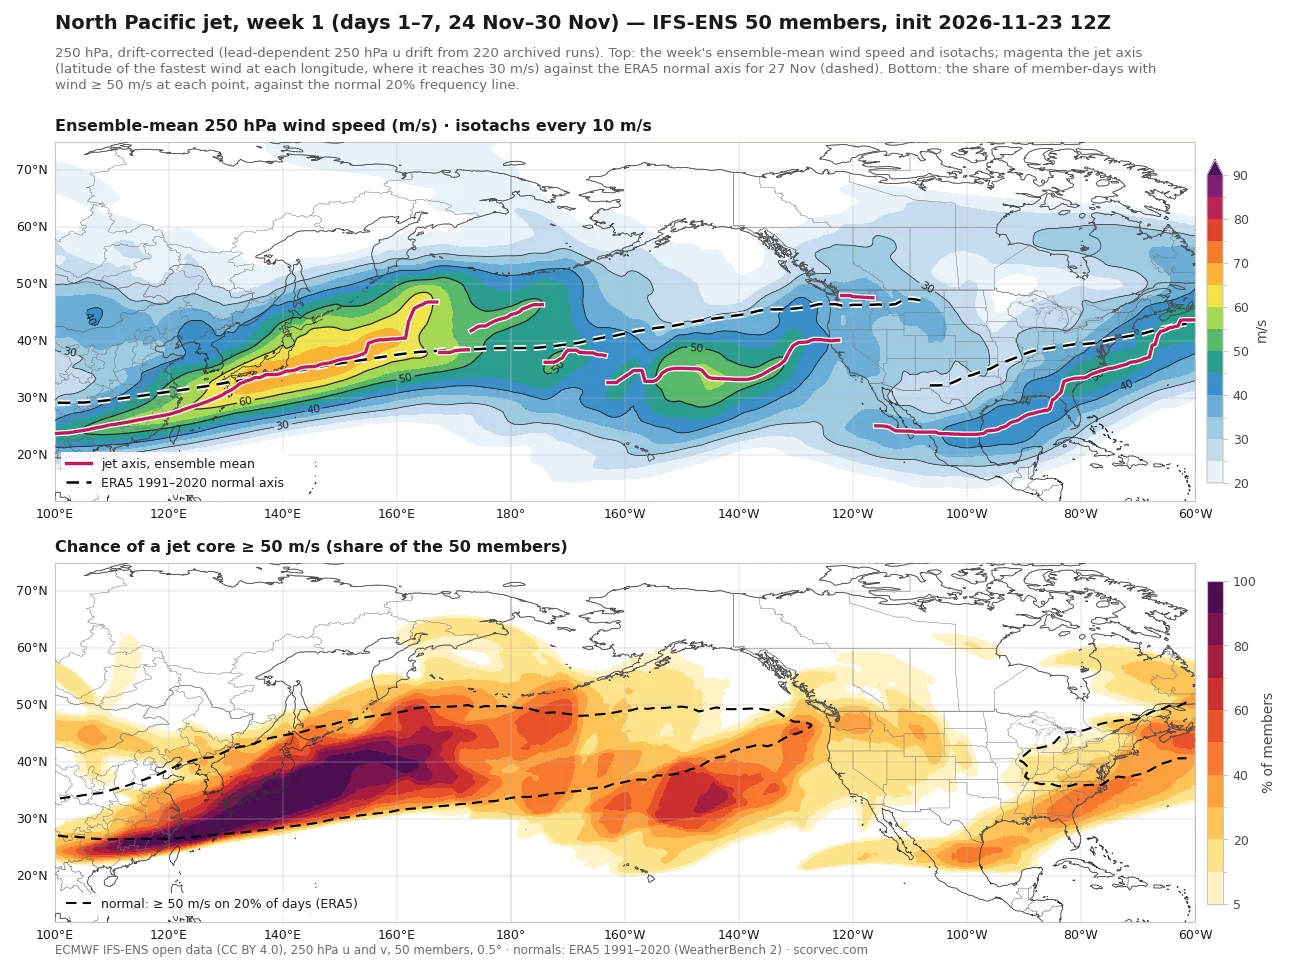 North Pacific jet, week 1 (days 1–7, 24 Nov–30 Nov) — IFS-ENS 50 members, init 2026-11-23 12Z
250 hPa, drift-corrected (lead-dependent 250 hPa u drift from 220 archived runs). Top: the week's ensemble-mean wind speed and isotachs; magenta the jet axis
(latitude of the fastest wind at each longitude, where it reaches 30 m/s) against the ERA5 normal axis for 27 Nov (dashed). Bottom: the share of member-days with
wind ≥ 50 m/s at each point, against the normal 20% frequency line.
Ensemble-mean 250 hPa wind speed (m/s) · isotachs every 10 m/s
70°N
60°N
50°N
40°N
30°N
20°N
40
30
60
50
40
30
50
50
30
40
jet axis, ensemble mean
ERA5 1991–2020 normal axis
100°E 120°E 140°E 160°E 180° 160°W 140°W 120°W 100°W 80°W 60°W
90
80
70
60
50
40
30
20
m/s
Chance of a jet core ≥ 50 m/s (share of the 50 members)
70°N
60°N
50°N
40°N
30°N
20°N
normal: ≥ 50 m/s on 20% of days (ERA5)
100°E 120°E 140°E 160°E 180° 160°W 140°W 120°W 100°W 80°W 60°W
100
80
60
40
20
5
% of members
ECMWF IFS-ENS open data (CC BY 4.0), 250 hPa u and v, 50 members, 0.5° · normals: ERA5 1991–2020 (WeatherBench 2) · scorvec.com